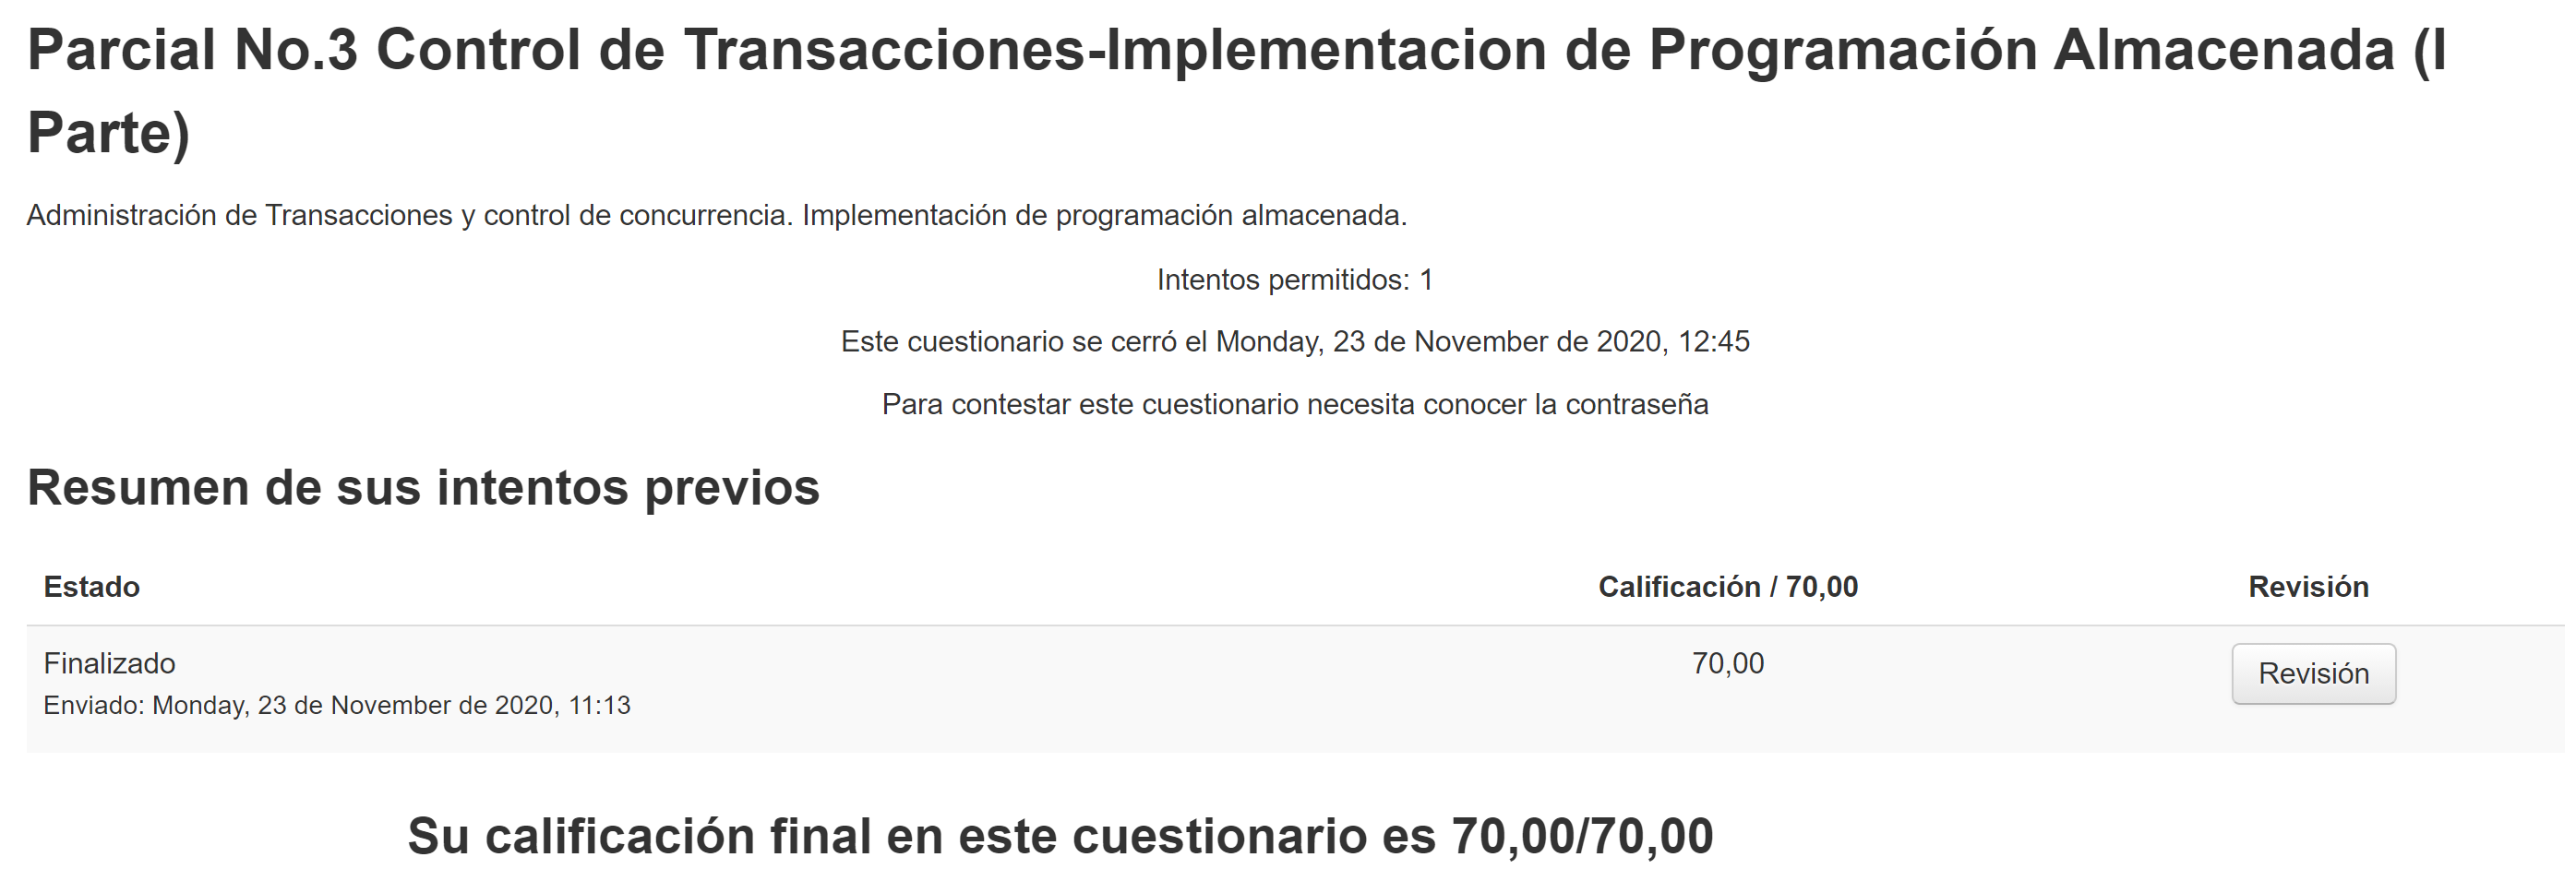 Parcial No.3 Control de Transacciones-Implementacion de Programación Almacenada (I
Parte)
Administración de Transacciones y control de concurrencia. Implementación de programación almacenada.
Intentos permitidos: 1
Este cuestionario se cerró el Monday, 23 de November de 2020, 12:45
Para contestar este cuestionario necesita conocer la contraseña
Resumen de sus intentos previos
Estado Calificación / 70,00 Revisión
Finalizado 70,00 Revisión
Enviado: Monday, 23 de November de 2020, 11:13
Su calificación final en este cuestionario es 70,00/70,00